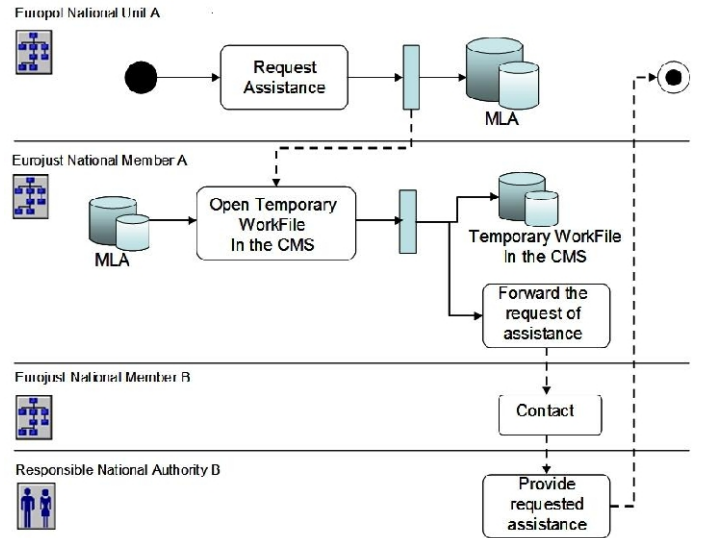 Europol National Unit A
Request
Assistance
MLA
Eurojust National Member A
MLA
Open Temporary
WorkFile
In the CMS
Temporary WorkFile
In the CMS
Forward the
request of
assistance
Eurojust National Member B
Contact
Responsible National Authority B
Provide
requested
assistance